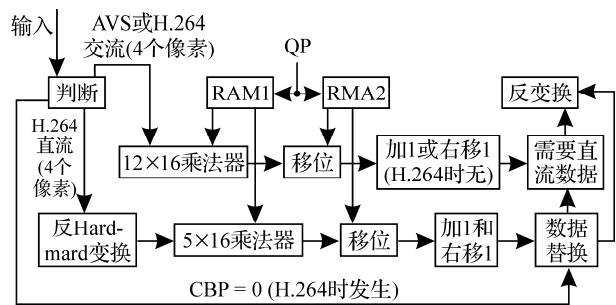 输入
AVS或H.264
交流(4个像素)
QP
判断
RAM1
RMA2
反变换
H.264
直流
(4个
像素)
12×16乘法器
移位
加1或右移1
(H.264时无)
需要直
流数据
反Hard-
mard变换
5×16乘法器
移位
加1和
右移1
数据
替换
CBP = 0 (H.264时发生)